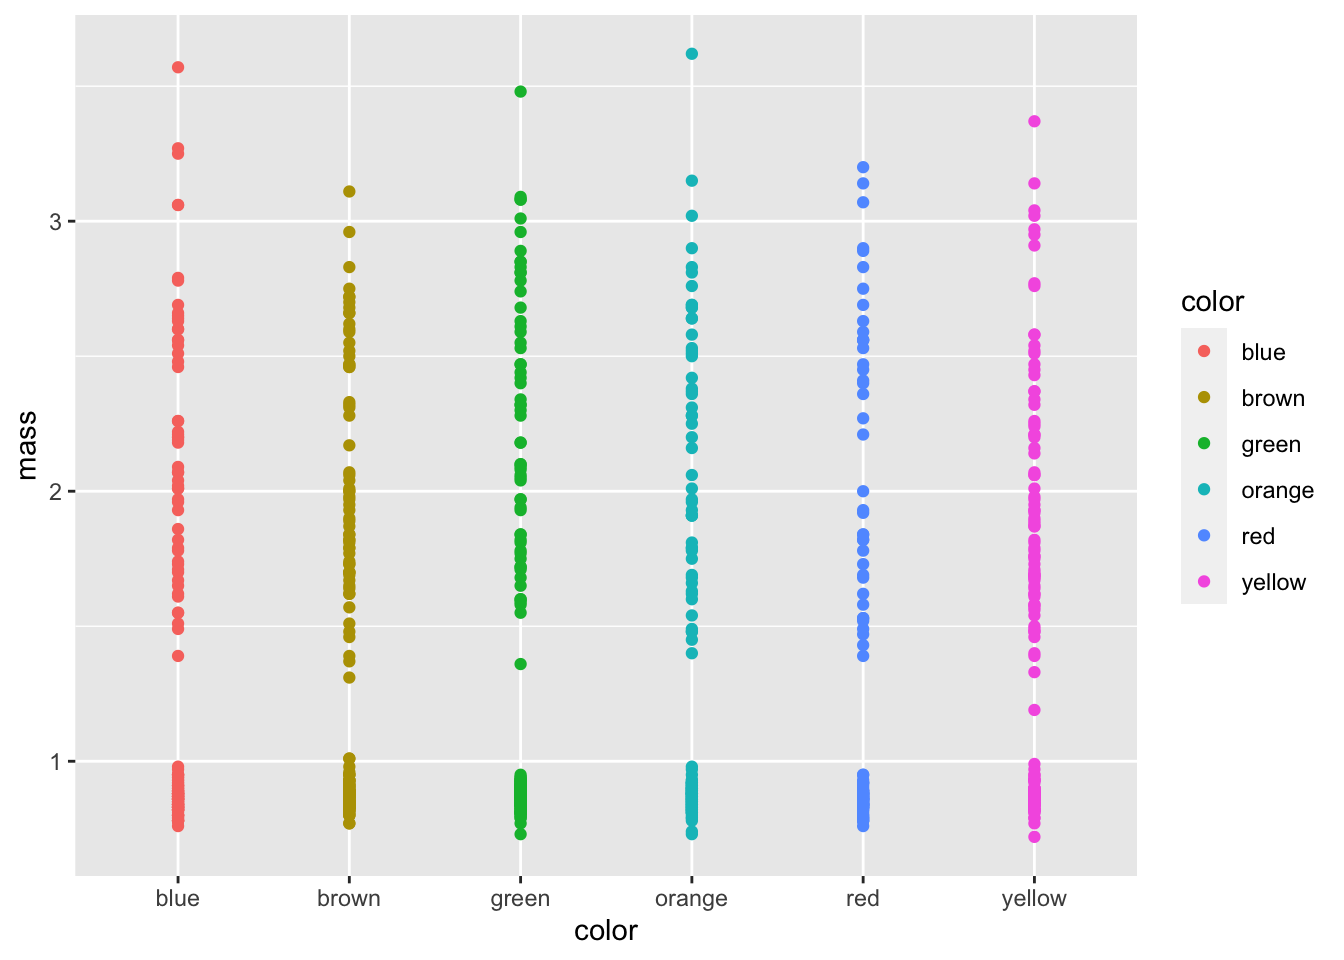 mass
3
2
1
blue brown green orange red yellow
color
color
blue
brown
green
orange
red
yellow